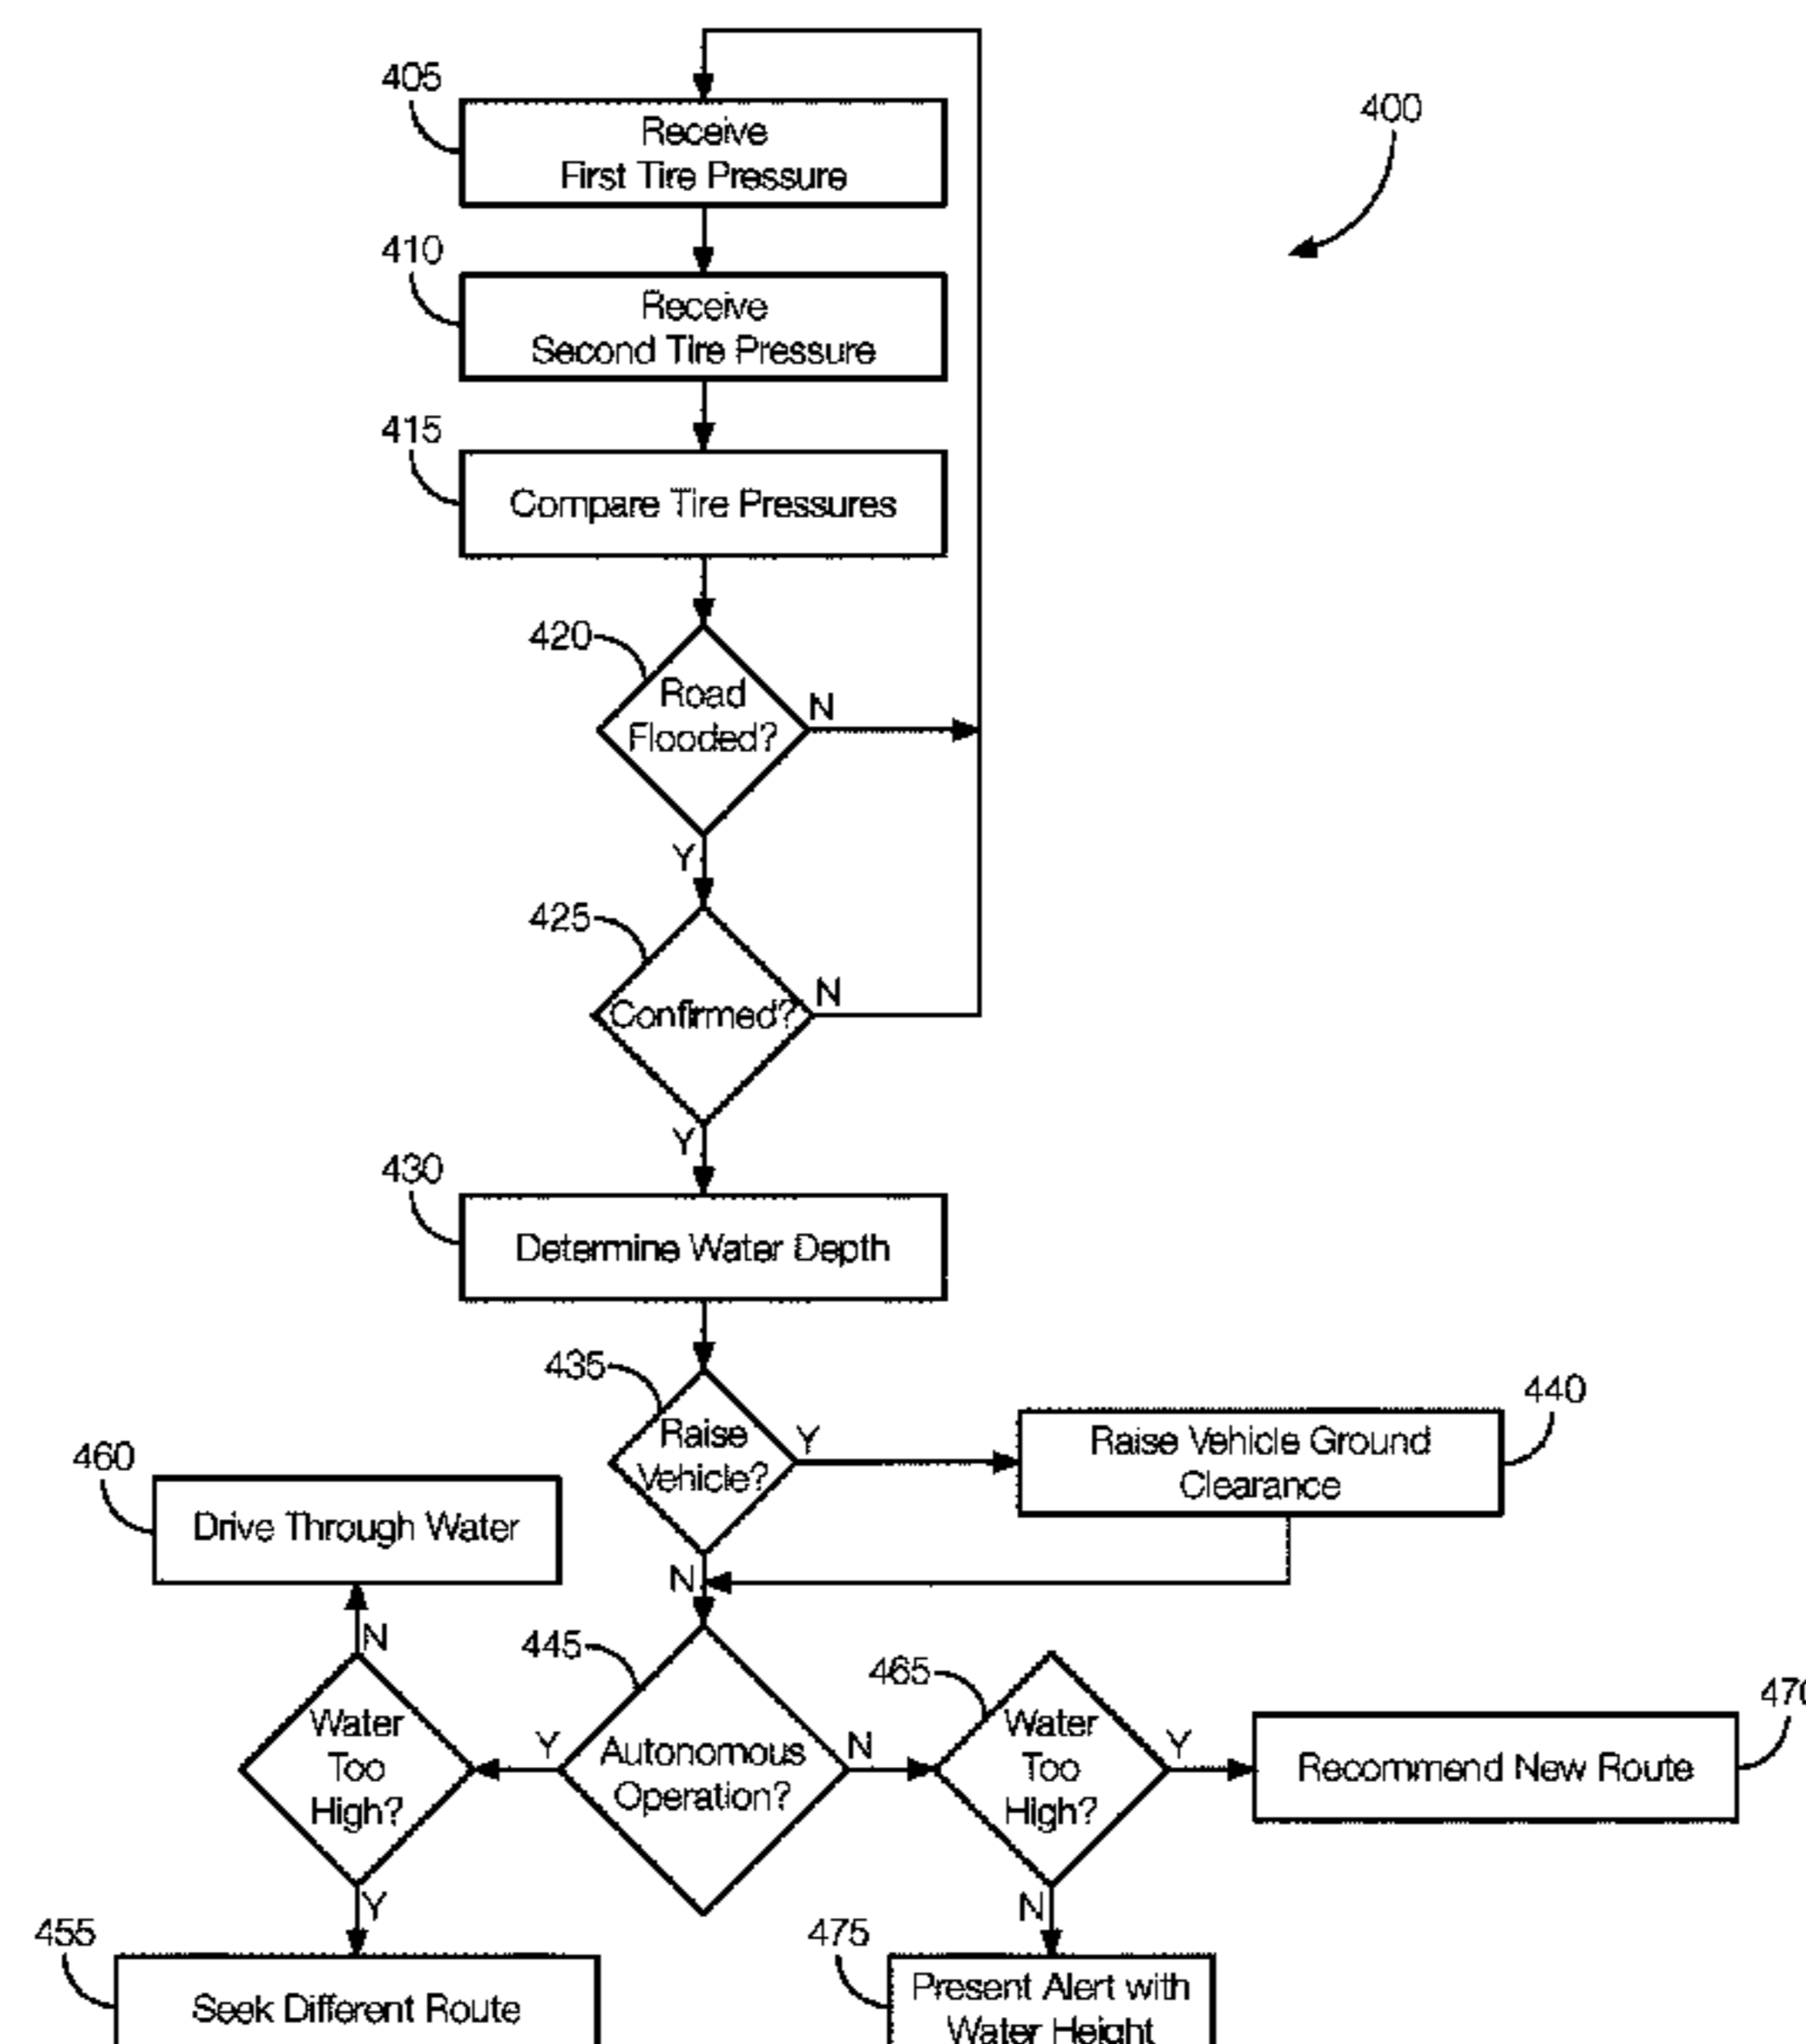 405
Receive
First Tire Pressure
400
410
Receive
Second Tire Pressure
415
Compare Tire Pressures
420
Road
Flooded?
N
Y
425
Confirmed?
N
Y
430
Determine Water Depth
435
Raise
Vehicle?
Y
440
Raise Vehicle Ground
Clearance
460
Drive Through Water
N
N
445
Autonomous
Operation?
Y
N
Water
Too
High?
465
Water
Too
High?
Y
470
Recommend New Route
Y
N
455
Seek Different Route
475
Present Alert with
Water Height